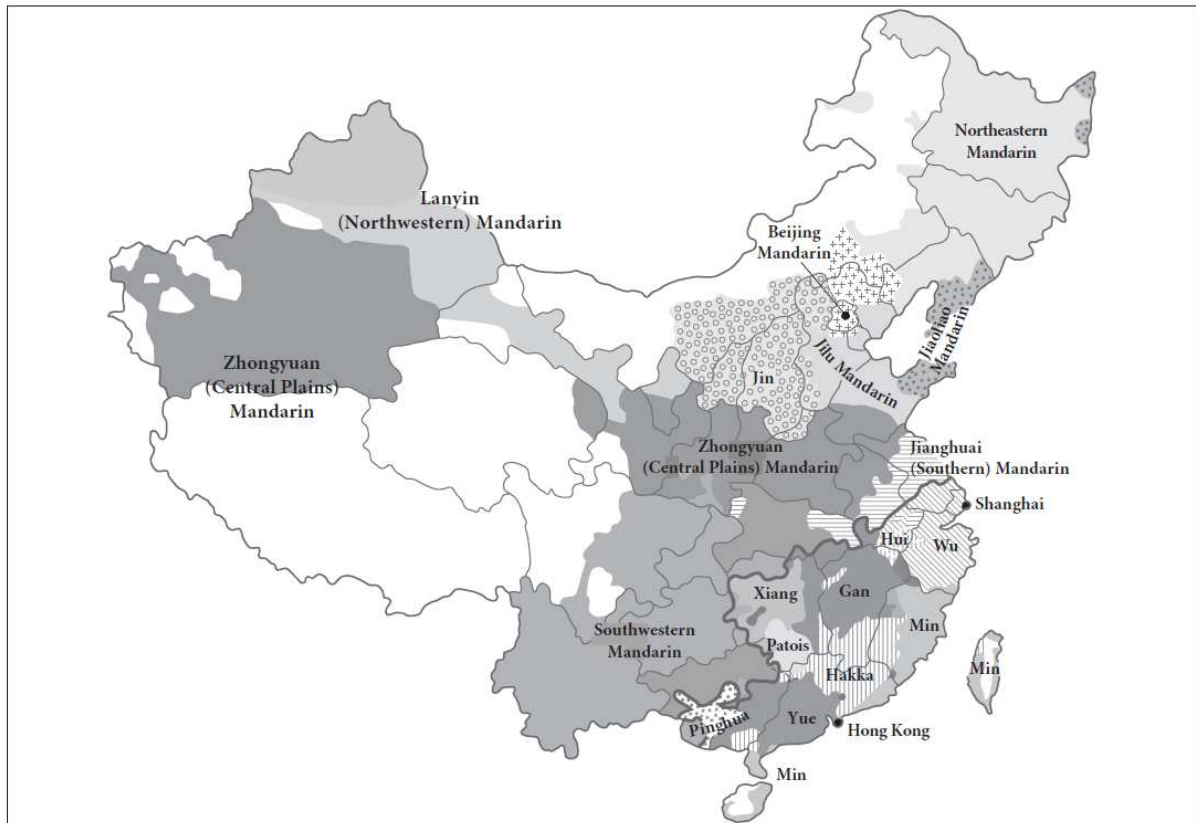 Northeastern
Mandarin
Lanyin
(Northwestern) Mandarin
Beijing
Mandarin
Jiaoliao
Mandarin
Jilu Mandarin
Jin
Zhongyuan
(Central Plains)
Mandarin
Zhongyuan
(Central Plains) Mandarin
Jianghuai
(Southern) Mandarin
Shanghai
Hui
Wu
Xiang
Gan
Min
Southwestern
Mandarin
Patois
Hakka
Min
Pinghua
Yue
Hong Kong
Min